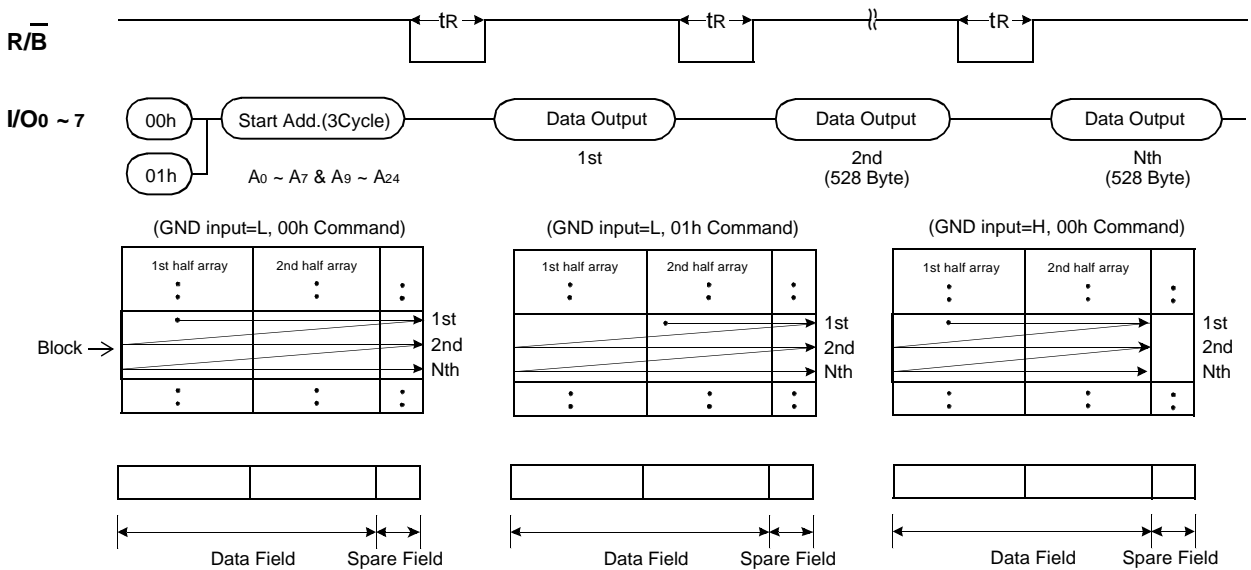 R/B
tR tR tR
I/O0 ~ 7
00h Start Add.(3Cycle) Data Output Data Output Data Output
01h A0 ~ A7 & A9 ~ A24 1st 2nd Nth
(528 Byte) (528 Byte)
(GND input=L, 00h Command) (GND input=L, 01h Command) (GND input=H, 00h Command)
1st half array 2nd half array 1st half array 2nd half array 1st half array 2nd half array
1st 1st 1st
Block 2nd 2nd 2nd
Nth Nth Nth
Data Field Spare Field Data Field Spare Field Data Field Spare Field